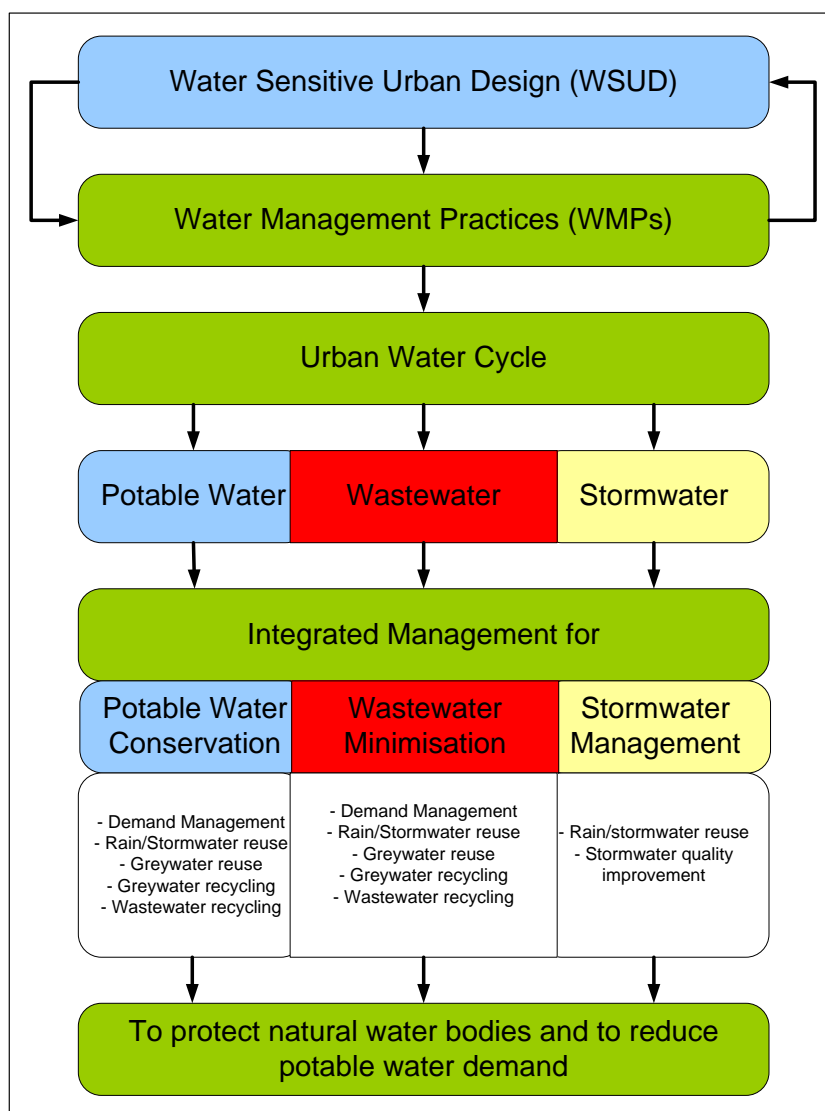 Water Sensitive Urban Design (WSUD)
Water Management Practices (WMPs)
Urban Water Cycle
Potable Water
Wastewater
Stormwater
Integrated Management for
Potable Water
Conservation
Wastewater
Minimisation
Stormwater
Management
- Demand Management
- Rain/Stormwater reuse
- Greywater reuse
- Greywater recycling
- Wastewater recycling
- Demand Management
- Rain/Stormwater reuse
- Greywater reuse
- Greywater recycling
- Wastewater recycling
- Rain/stormwater reuse
- Stormwater quality
improvement
To protect natural water bodies and to reduce
potable water demand